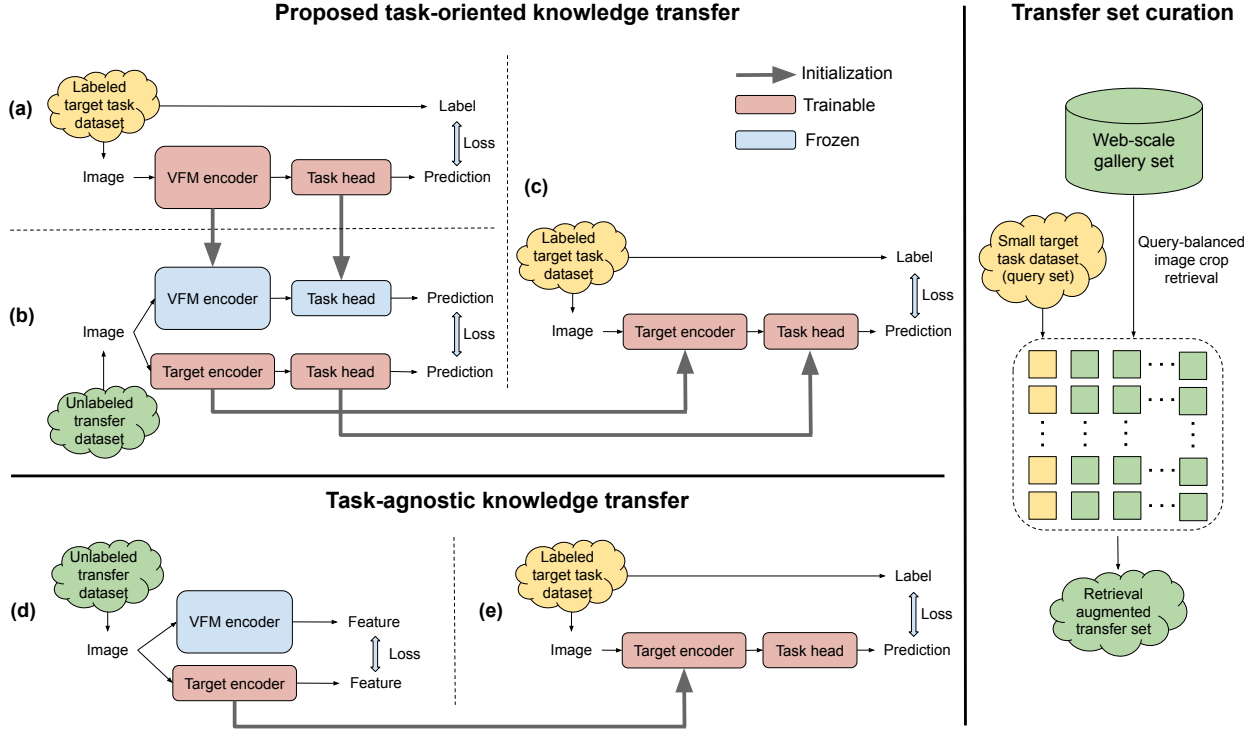 Proposed task-oriented knowledge transfer
(a)
Labeled
target task
dataset
Label
Loss
Image
VFM encoder
Task head
Prediction
Initialization
Trainable
Frozen
(b)
VFM encoder
Task head
Prediction
Image
Loss
Target encoder
Task head
Prediction
Unlabeled
transfer
dataset
(c)
Labeled
target task
dataset
Label
Loss
Image
Target encoder
Task head
Prediction
Task-agnostic knowledge transfer
(d)
Unlabeled
transfer
dataset
VFM encoder
Feature
Image
Loss
Target encoder
Feature
(e)
Labeled
target task
dataset
Label
Loss
Image
Target encoder
Task head
Prediction
Transfer set curation
Web-scale
gallery set
Small target
task dataset
(query set)
Query-balanced
image crop
retrieval
Retrieval
augmented
transfer set